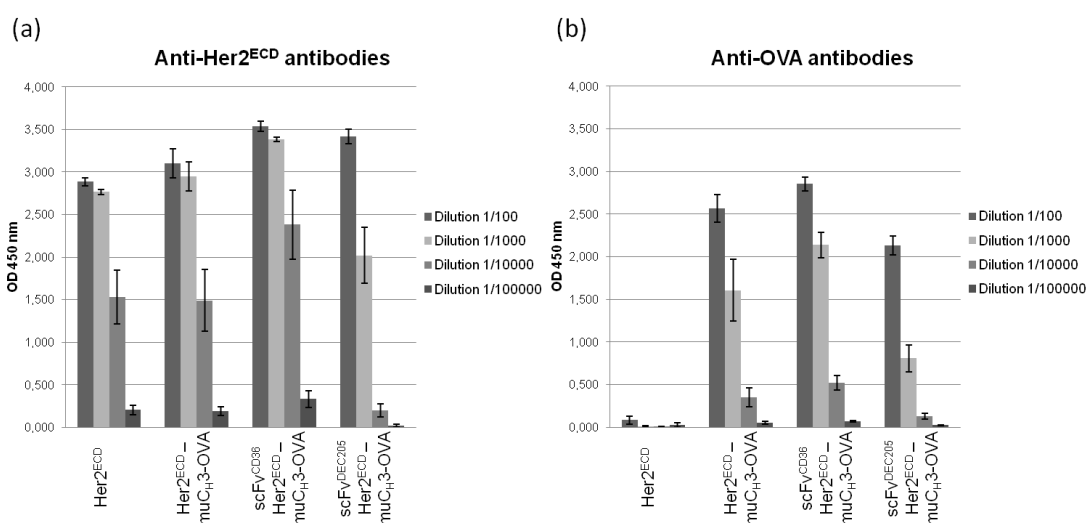 (a)
Anti-Her2ECD antibodies
4,000
3,500
3,000
2,500
2,000
1,500
1,000
0,500
0,000
OD 450 nm
Dilution 1/100
Dilution 1/1000
Dilution 1/10000
Dilution 1/100000
Her2ECD
Her2ECD_
muCH3-OVA
scFvCD36
Her2ECD_
muCH3-OVA
scFvDEC205
Her2ECD_
muCH3-OVA
(b)
Anti-OVA antibodies
4,000
3,500
3,000
2,500
2,000
1,500
1,000
0,500
0,000
OD 450 nm
Dilution 1/100
Dilution 1/1000
Dilution 1/10000
Dilution 1/100000
Her2ECD
Her2ECD_
muCH3-OVA
scFvCD36
Her2ECD_
muCH3-OVA
scFvDEC205
Her2ECD_
muCH3-OVA